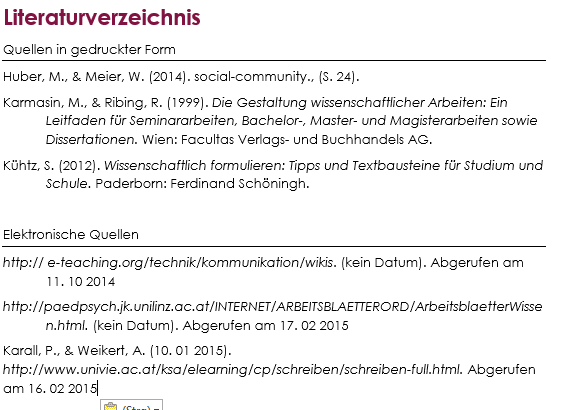 Literaturverzeichnis
Quellen in gedruckter Form
Huber, M., & Meier, W. (2014). social-community., (S. 24).
Karmasin, M., & Ribing, R. (1999). Die Gestaltung wissenschaftlicher Arbeiten: Ein
Leitfaden für Seminararbeiten, Bachelor-, Master- und Magisterarbeiten sowie
Dissertationen. Wien: Facultas Verlags- und Buchhandels AG.
Kühtz, S. (2012). Wissenschaftlich formulieren: Tipps und Textbausteine für Studium und
Schule. Paderborn: Ferdinand Schöningh.
Elektronische Quellen
http:// e-teaching.org/technik/kommunikation/wikis. (kein Datum). Abgerufen am
11. 10 2014
http://paedpsych.jk.unilinz.ac.at/INTERNET/ARBEITSBLAETTERORD/ArbeitsblaetterWisse
n.html. (kein Datum). Abgerufen am 17. 02 2015
Karall, P., & Weikert, A. (10. 01 2015).
http://www.univie.ac.at/ksa/elearning/cp/schreiben/schreiben-full.html. Abgerufen
am 16. 02 2015